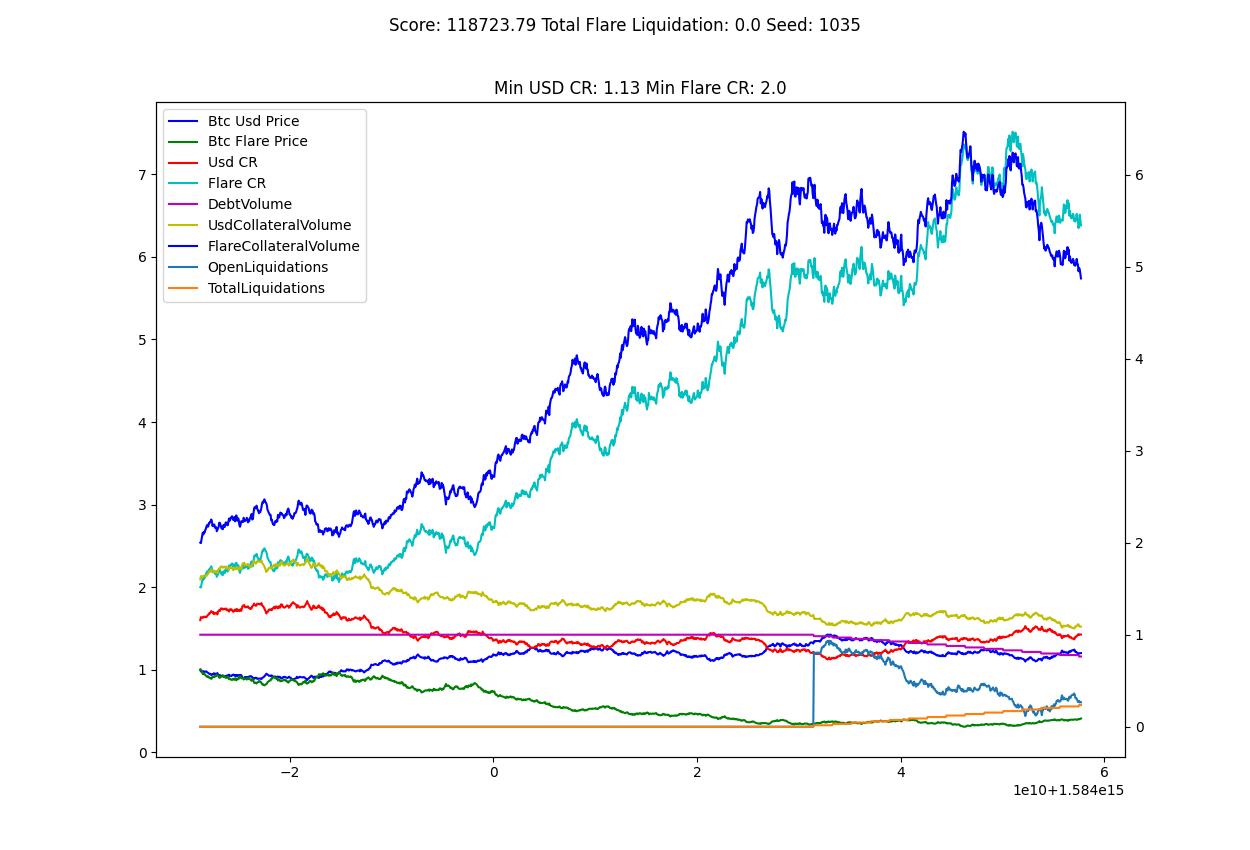 Score: 118723.79 Total Flare Liquidation: 0.0 Seed: 1035
Min USD CR: 1.13 Min Flare CR: 2.0
Btc Usd Price
Btc Flare Price
Usd CR
Flare CR
DebtVolume
UsdCollateralVolume
FlareCollateralVolume
OpenLiquidations
TotalLiquidations
7
6
5
4
3
2
1
0
6
5
4
3
2
1
0
−2 0 2 4 6
1e10+1.584e15